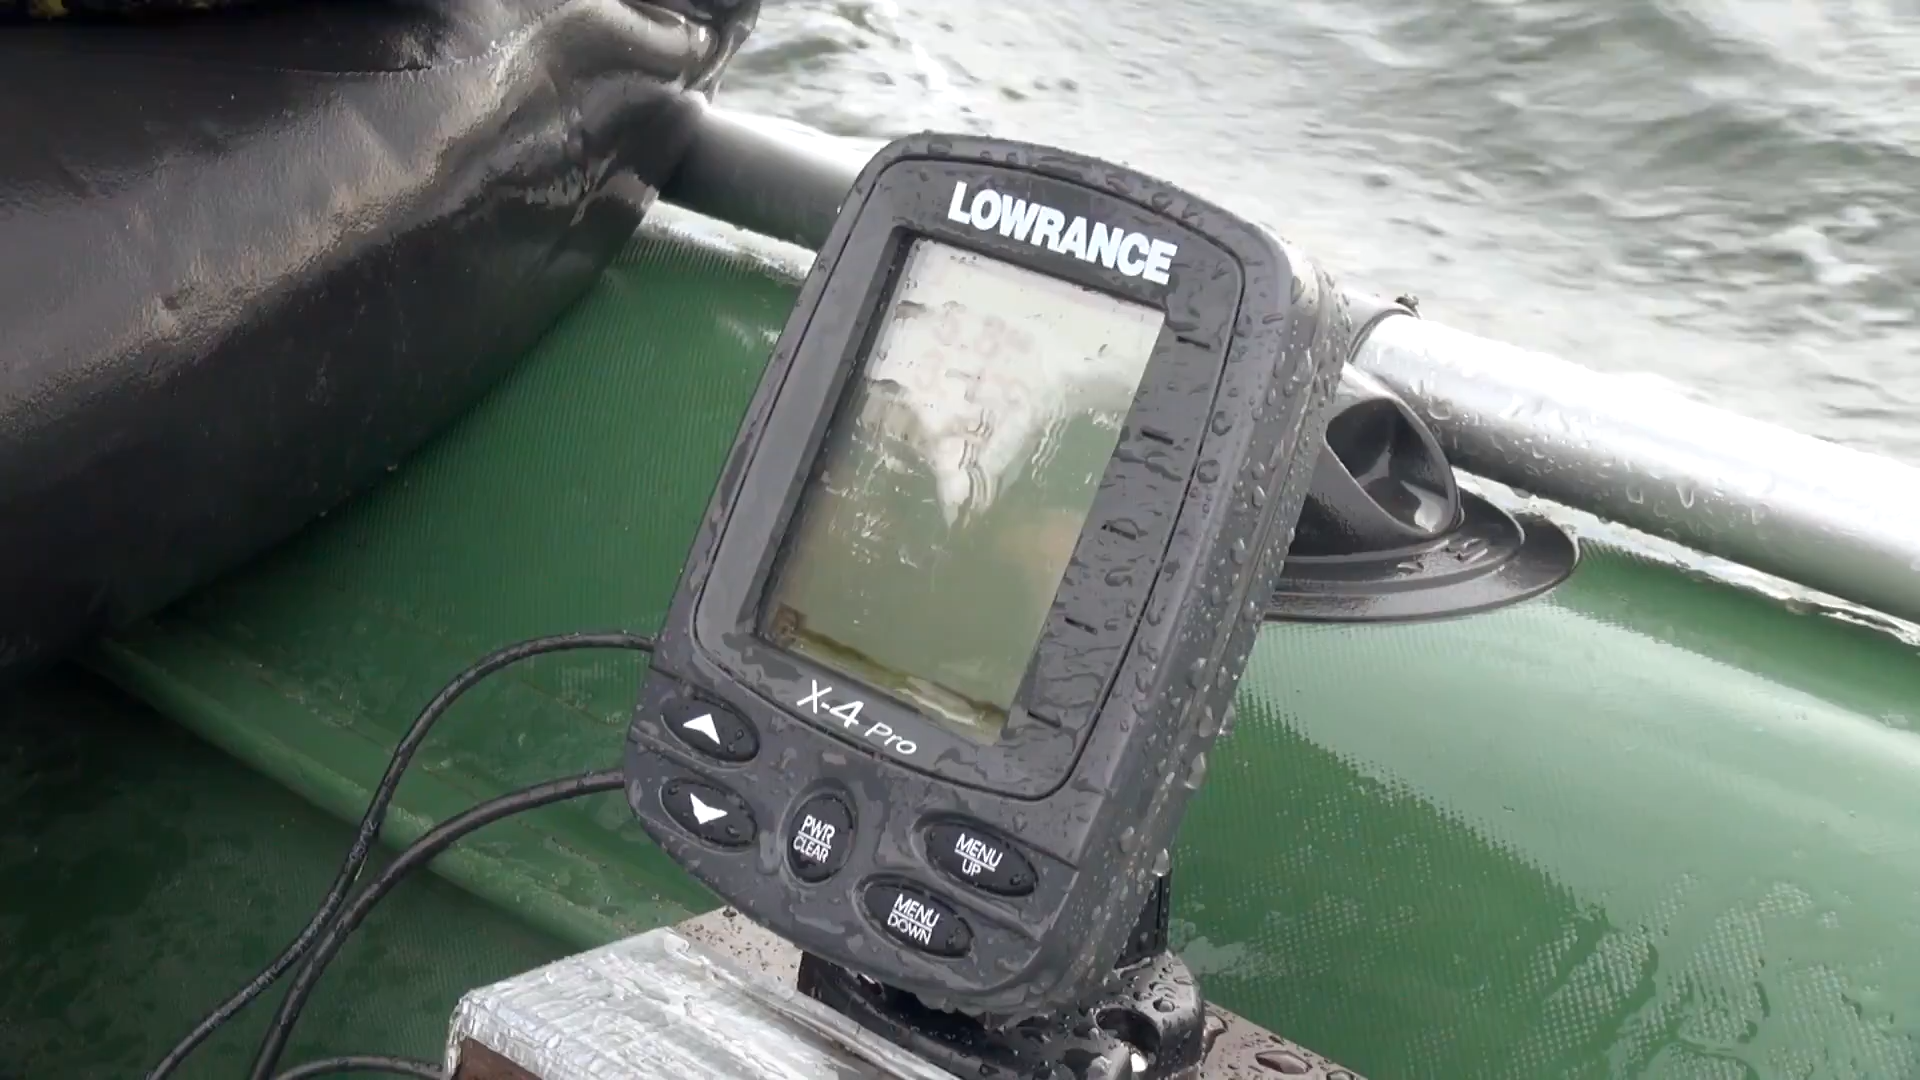 LOWRANCE
X-4 Pro
PWR
CLEAR
MENU
UP
MENU
DOWN